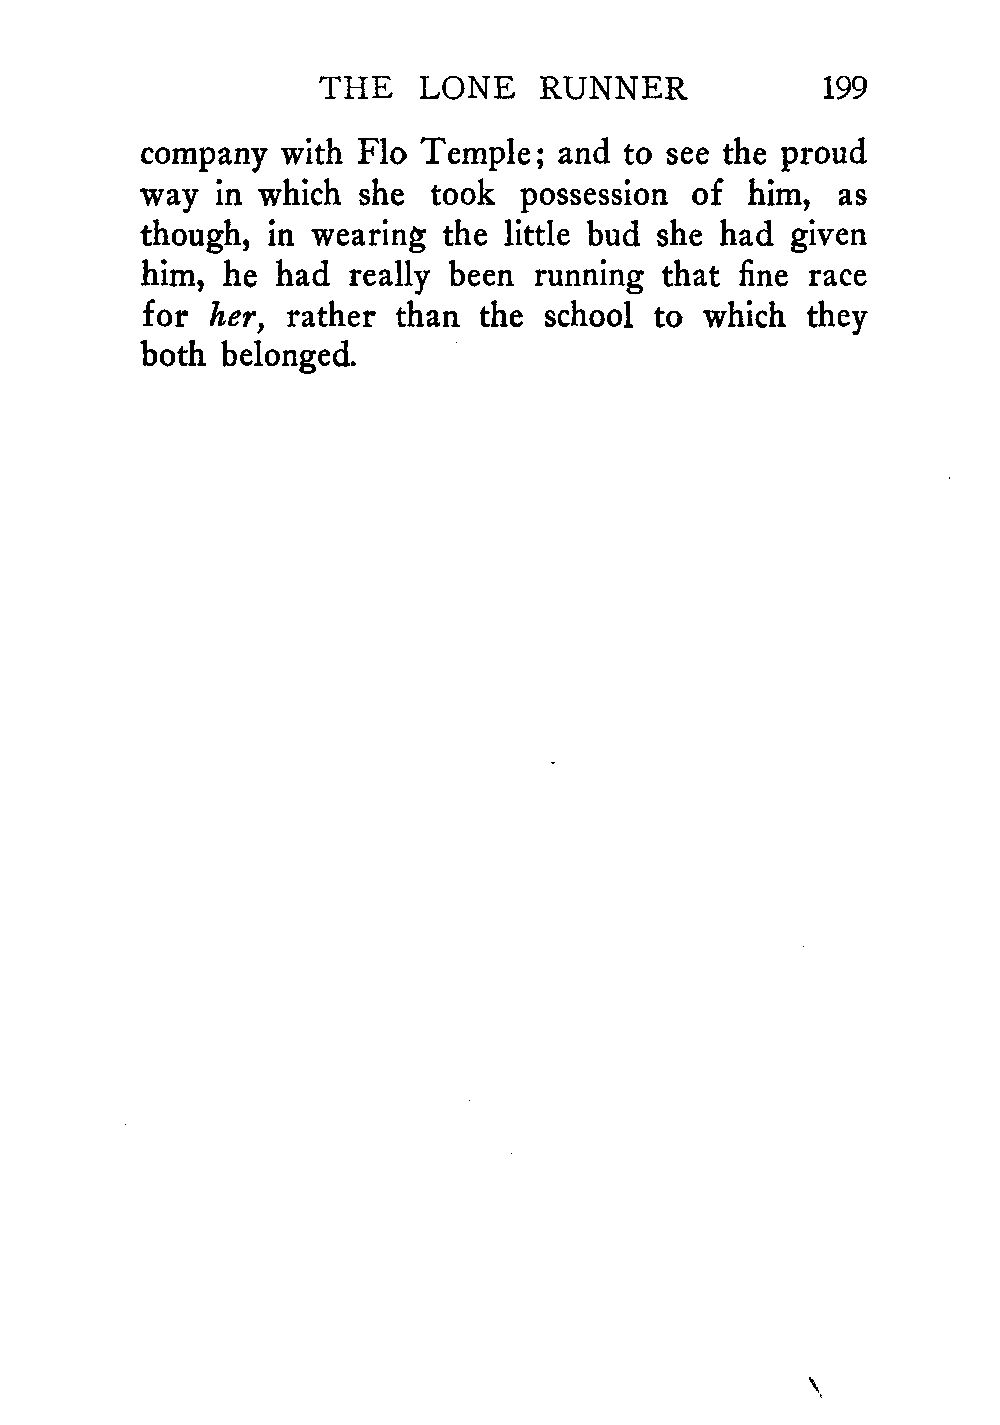 THE LONE RUNNER 199
company with Flo Temple; and to see the proud
way in which she took possession of him, as
though, in wearing the little bud she had given
him, he had really been running that fine race
for her, rather than the school to which they
both belonged.